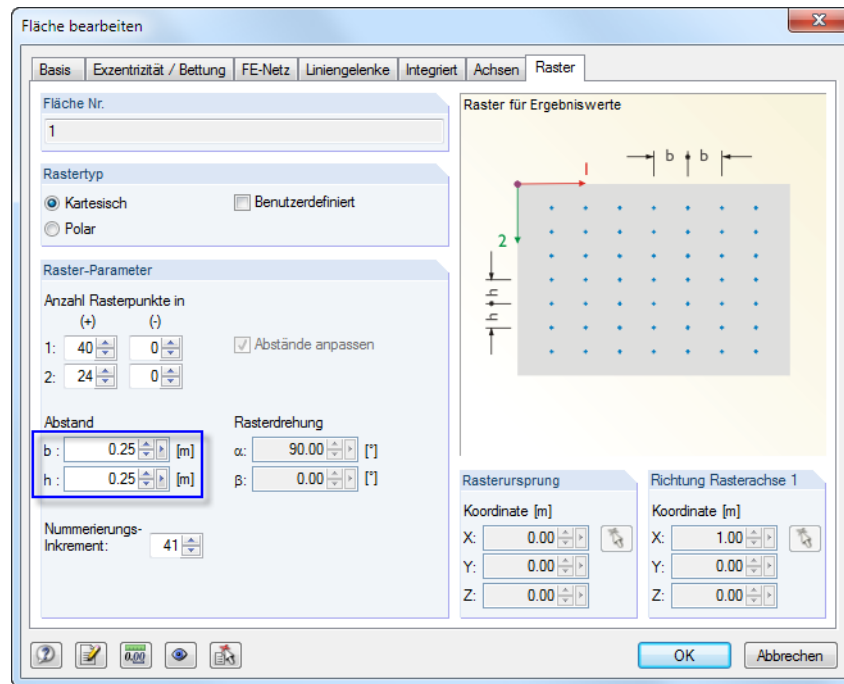 Fläche bearbeiten
Basis Exzentrizität / Bettung FE-Netz Liniengelenke Integriert Achsen Raster
Fläche Nr.
1
Rastertyp
Kartesisch Benutzerdefiniert
Polar
Raster-Parameter
Anzahl Rasterpunkte in
(+) (-)
1: 40 0 Abstände anpassen
2: 24 0
Abstand Rasterdrehung
b : 0.25 [m] α: 90.00 [°]
h : 0.25 [m] β: 0.00 [°]
Nummerierungs-
Inkrement: 41
Raster für Ergebniswerte
1
b b
2
h
h
Rasterursprung
Koordinate [m]
X: 0.00
Y: 0.00
Z: 0.00
Richtung Rasterachse 1
Koordinate [m]
X: 1.00
Y: 0.00
Z: 0.00
0.00
OK Abbrechen